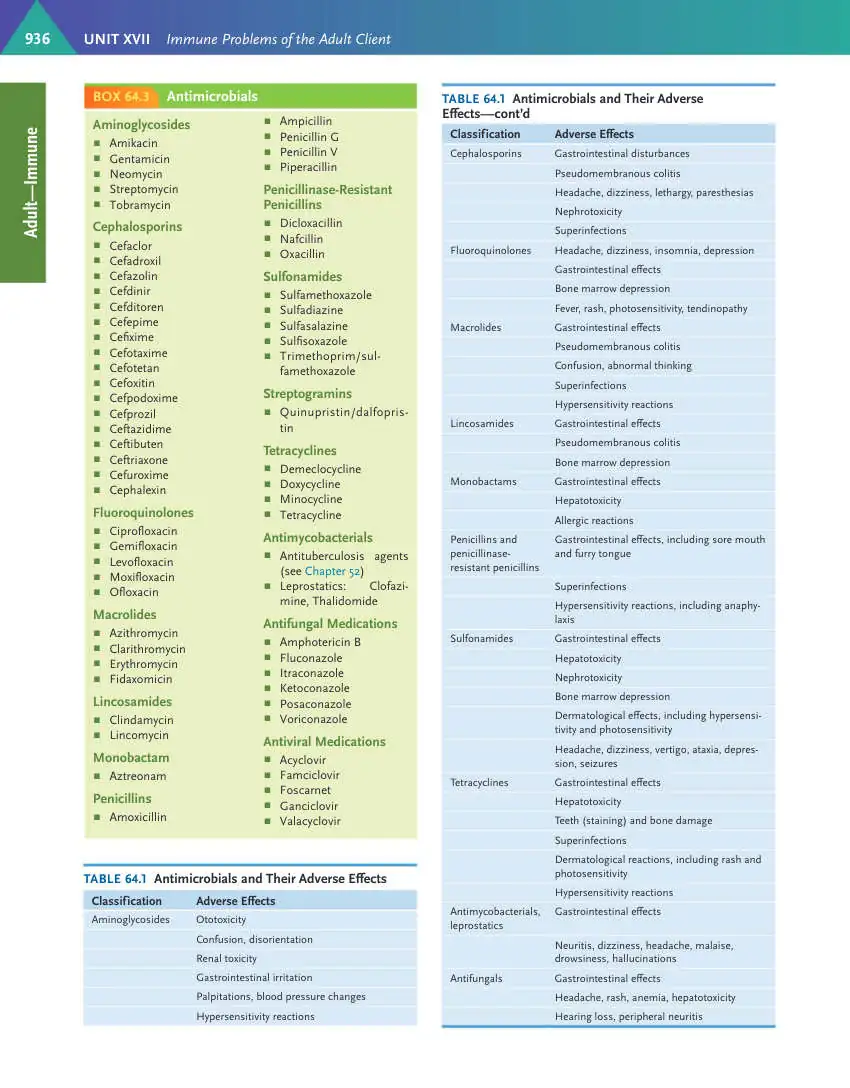 936
UNIT XVII Immune Problems of the Adult Client
Adult—Immune
BOX 64.3 Antimicrobials
Aminoglycosides
■ Amikacin
■ Gentamicin
■ Neomycin
■ Streptomycin
■ Tobramycin
Cephalosporins
■ Cefaclor
■ Cefadroxil
■ Cefazolin
■ Cefdinir
■ Cefditoren
■ Cefepime
■ Cefixime
■ Cefotaxime
■ Cefotetan
■ Cefoxitin
■ Cefpodoxime
■ Cefprozil
■ Ceftazidime
■ Ceftibuten
■ Ceftriaxone
■ Cefuroxime
■ Cephalexin
Fluoroquinolones
■ Ciprofloxacin
■ Gemifloxacin
■ Levofloxacin
■ Moxifloxacin
■ Ofloxacin
Macrolides
■ Azithromycin
■ Clarithromycin
■ Erythromycin
■ Fidaxomicin
Lincosamides
■ Clindamycin
■ Lincomycin
Monobactam
■ Aztreonam
Penicillins
■ Amoxicillin
■ Ampicillin
■ Penicillin G
■ Penicillin V
■ Piperacillin
Penicillinase-Resistant
Penicillins
■ Dicloxacillin
■ Nafcillin
■ Oxacillin
Sulfonamides
■ Sulfamethoxazole
■ Sulfadiazine
■ Sulfasalazine
■ Sulfisoxazole
■ Trimethoprim/sul-
famethoxazole
Streptogramins
■ Quinupristin/dalfopris-
tin
Tetracyclines
■ Demeclocycline
■ Doxycycline
■ Minocycline
■ Tetracycline
Antimycobacterials
■ Antituberculosis agents
(see Chapter 52)
■ Leprostatics: Clofazi-
mine, Thalidomide
Antifungal Medications
■ Amphotericin B
■ Fluconazole
■ Itraconazole
■ Ketoconazole
■ Posaconazole
■ Voriconazole
Antiviral Medications
■ Acyclovir
■ Famciclovir
■ Foscarnet
■ Ganciclovir
■ Valacyclovir
TABLE 64.1 Antimicrobials and Their Adverse Effects
Classification Adverse Effects
Aminoglycosides Ototoxicity
Confusion, disorientation
Renal toxicity
Gastrointestinal irritation
Palpitations, blood pressure changes
Hypersensitivity reactions
TABLE 64.1 Antimicrobials and Their Adverse
Effects—cont'd
Classification Adverse Effects
Cephalosporins Gastrointestinal disturbances
Pseudomembranous colitis
Headache, dizziness, lethargy, paresthesias
Nephrotoxicity
Superinfections
Fluoroquinolones Headache, dizziness, insomnia, depression
Gastrointestinal effects
Bone marrow depression
Fever, rash, photosensitivity, tendinopathy
Macrolides Gastrointestinal effects
Pseudomembranous colitis
Confusion, abnormal thinking
Superinfections
Hypersensitivity reactions
Lincosamides Gastrointestinal effects
Pseudomembranous colitis
Bone marrow depression
Monobactams Gastrointestinal effects
Hepatotoxicity
Allergic reactions
Penicillins and Gastrointestinal effects, including sore mouth
penicillinase- and furry tongue
resistant penicillins
Superinfections
Hypersensitivity reactions, including anaphy-
laxis
Sulfonamides Gastrointestinal effects
Hepatotoxicity
Nephrotoxicity
Bone marrow depression
Dermatological effects, including hypersensi-
tivity and photosensitivity
Headache, dizziness, vertigo, ataxia, depres-
sion, seizures
Tetracyclines Gastrointestinal effects
Hepatotoxicity
Teeth (staining) and bone damage
Superinfections
Dermatological reactions, including rash and
photosensitivity
Hypersensitivity reactions
Antimycobacterials, Gastrointestinal effects
leprostatics
Neuritis, dizziness, headache, malaise,
drowsiness, hallucinations
Antifungals Gastrointestinal effects
Headache, rash, anemia, hepatotoxicity
Hearing loss, peripheral neuritis